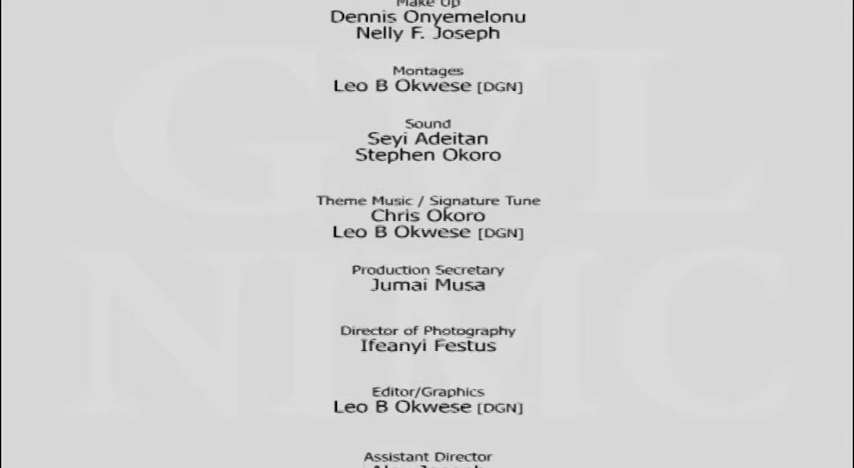 Make Up
Dennis Onyemelonu
Nelly F. Joseph
Montages
Leo B Okwese [DGN]
Sound
Seyi Adeitan
Stephen Okoro
Theme Music / Signature Tune
Chris Okoro
Leo B Okwese [DGN]
Production Secretary
Jumai Musa
Director of Photography
Ifeanyi Festus
Editor/Graphics
Leo B Okwese [DGN]
Assistant Director
GVL
NIMC